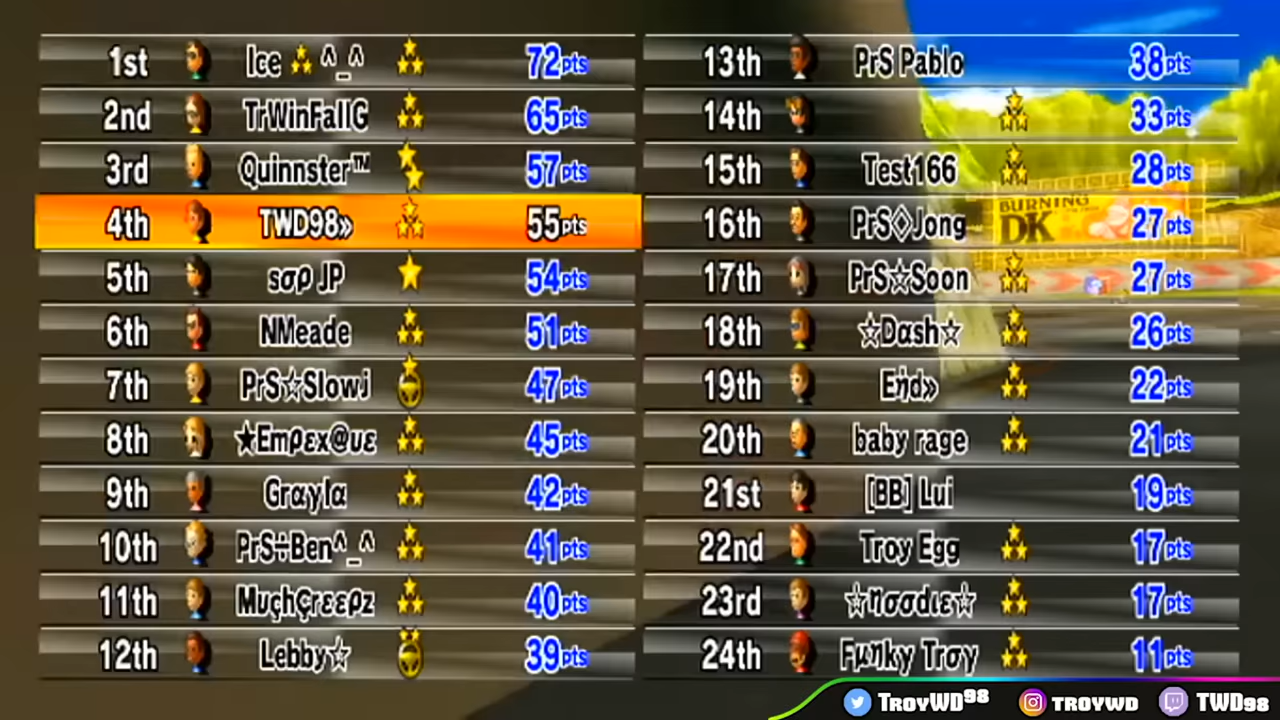 1st Ice ^_^ 72pts
2nd TrWinFallG 65pts
3rd Quinnster™ 57pts
4th TWD98» 55pts
5th sσρ JP 54pts
6th NMeade 51pts
7th PrS☆Slowj 47pts
8th ★Emρεx@υε 45pts
9th Grαylα 42pts
10th PrS÷Ben^_^ 41pts
11th MυçhÇrεερz 40pts
12th Lebby☆ 39pts
13th PrS Pablo 38pts
14th 33pts
15th Test166 28pts
16th PrS◇Jong 27pts
17th PrS☆Soon 27pts
18th ☆Dαsh☆ 26pts
19th Eήd» 22pts
20th baby rage 21pts
21st [BB] Lui 19pts
22nd Troy Egg 17pts
23rd ☆ησσdιε☆ 17pts
24th Fμηky Trσγ 11pts
BURNING
DK
TROYWD98 TROYWD TWD98